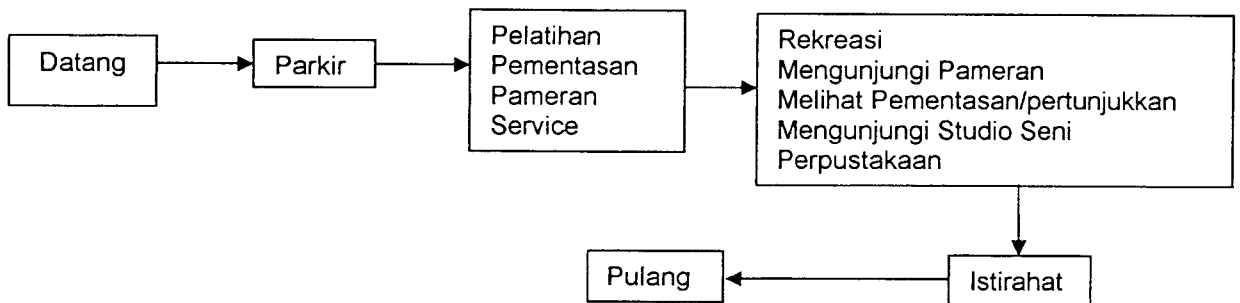 Datang
Parkir
Pelatihan
Pementasan
Pameran
Service
Rekreasi
Mengunjungi Pameran
Melihat Pementasan/pertunjukkan
Mengunjungi Studio Seni
Perpustakaan
Istirahat
Pulang